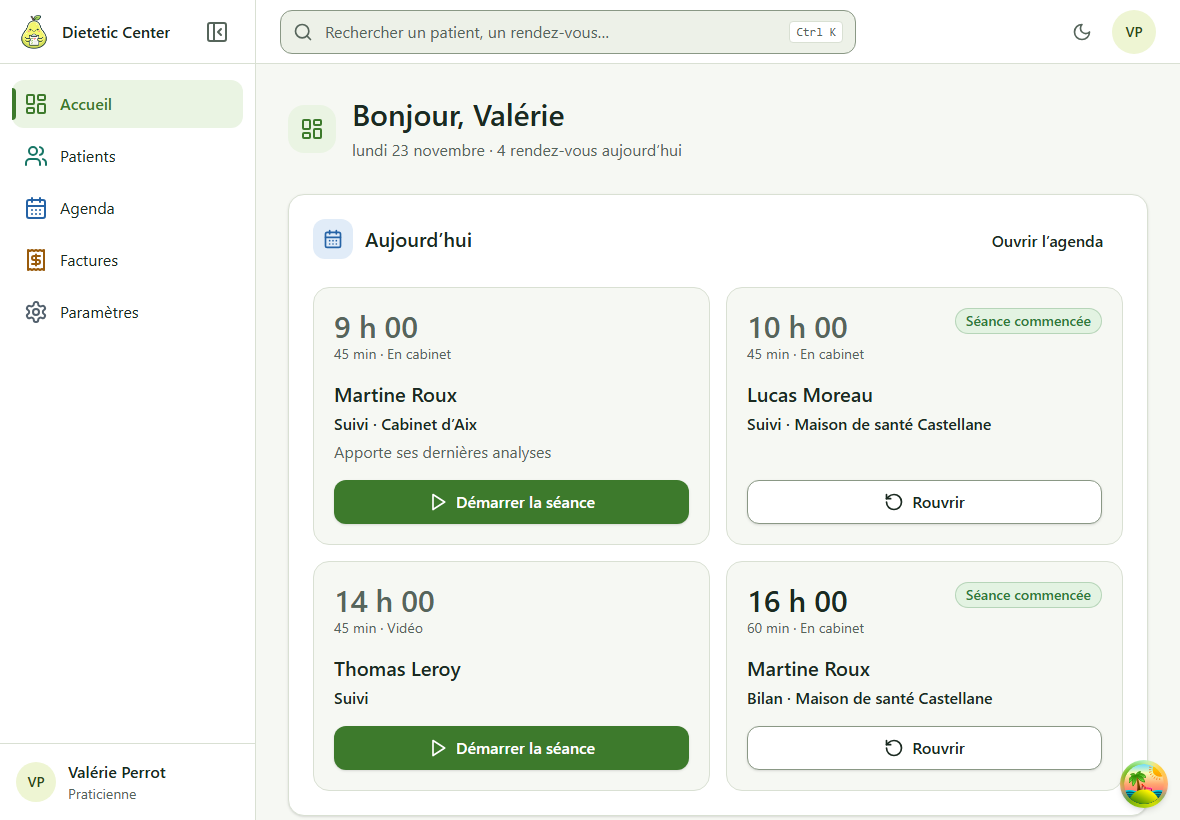 Dietetic Center
Rechercher un patient, un rendez-vous...
Ctrl K
VP
Accueil
Patients
Agenda
Factures
Paramètres
Bonjour, Valérie
lundi 23 novembre · 4 rendez-vous aujourd’hui
Aujourd’hui
Ouvrir l’agenda
9 h 00
45 min · En cabinet
Martine Roux
Suivi · Cabinet d’Aix
Apporte ses dernières analyses
Démarrer la séance
10 h 00
Séance commencée
45 min · En cabinet
Lucas Moreau
Suivi · Maison de santé Castellane
Rouvrir
14 h 00
45 min · Vidéo
Thomas Leroy
Suivi
Démarrer la séance
16 h 00
Séance commencée
60 min · En cabinet
Martine Roux
Bilan · Maison de santé Castellane
Rouvrir
VP
Valérie Perrot
Praticienne